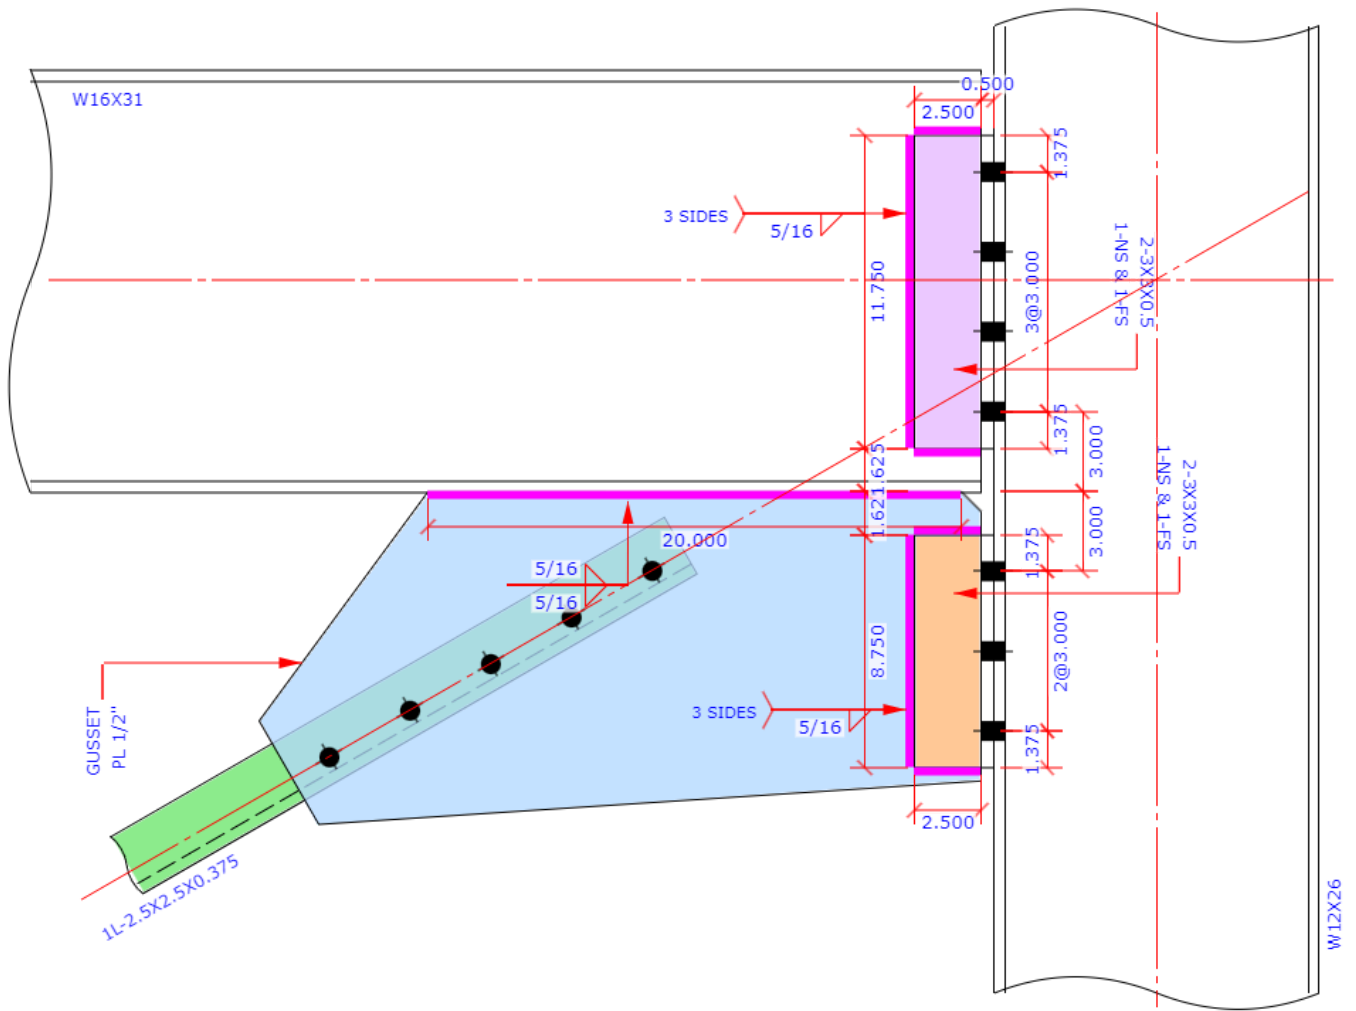 W16X31
0.500
2.500
1.375
3 SIDES
5/16
11.750
3@3.000
2-3X3X0.5
1-NS & 1-FS
1.375
3.000
1.625
1.621
20.000
3.000
1.375
2-3X3X0.5
1-NS & 1-FS
5/16
5/16
8.750
2@3.000
3 SIDES
5/16
1.375
GUSSET
PL 1/2"
2.500
1L-2.5X2.5X0.375
W12X26